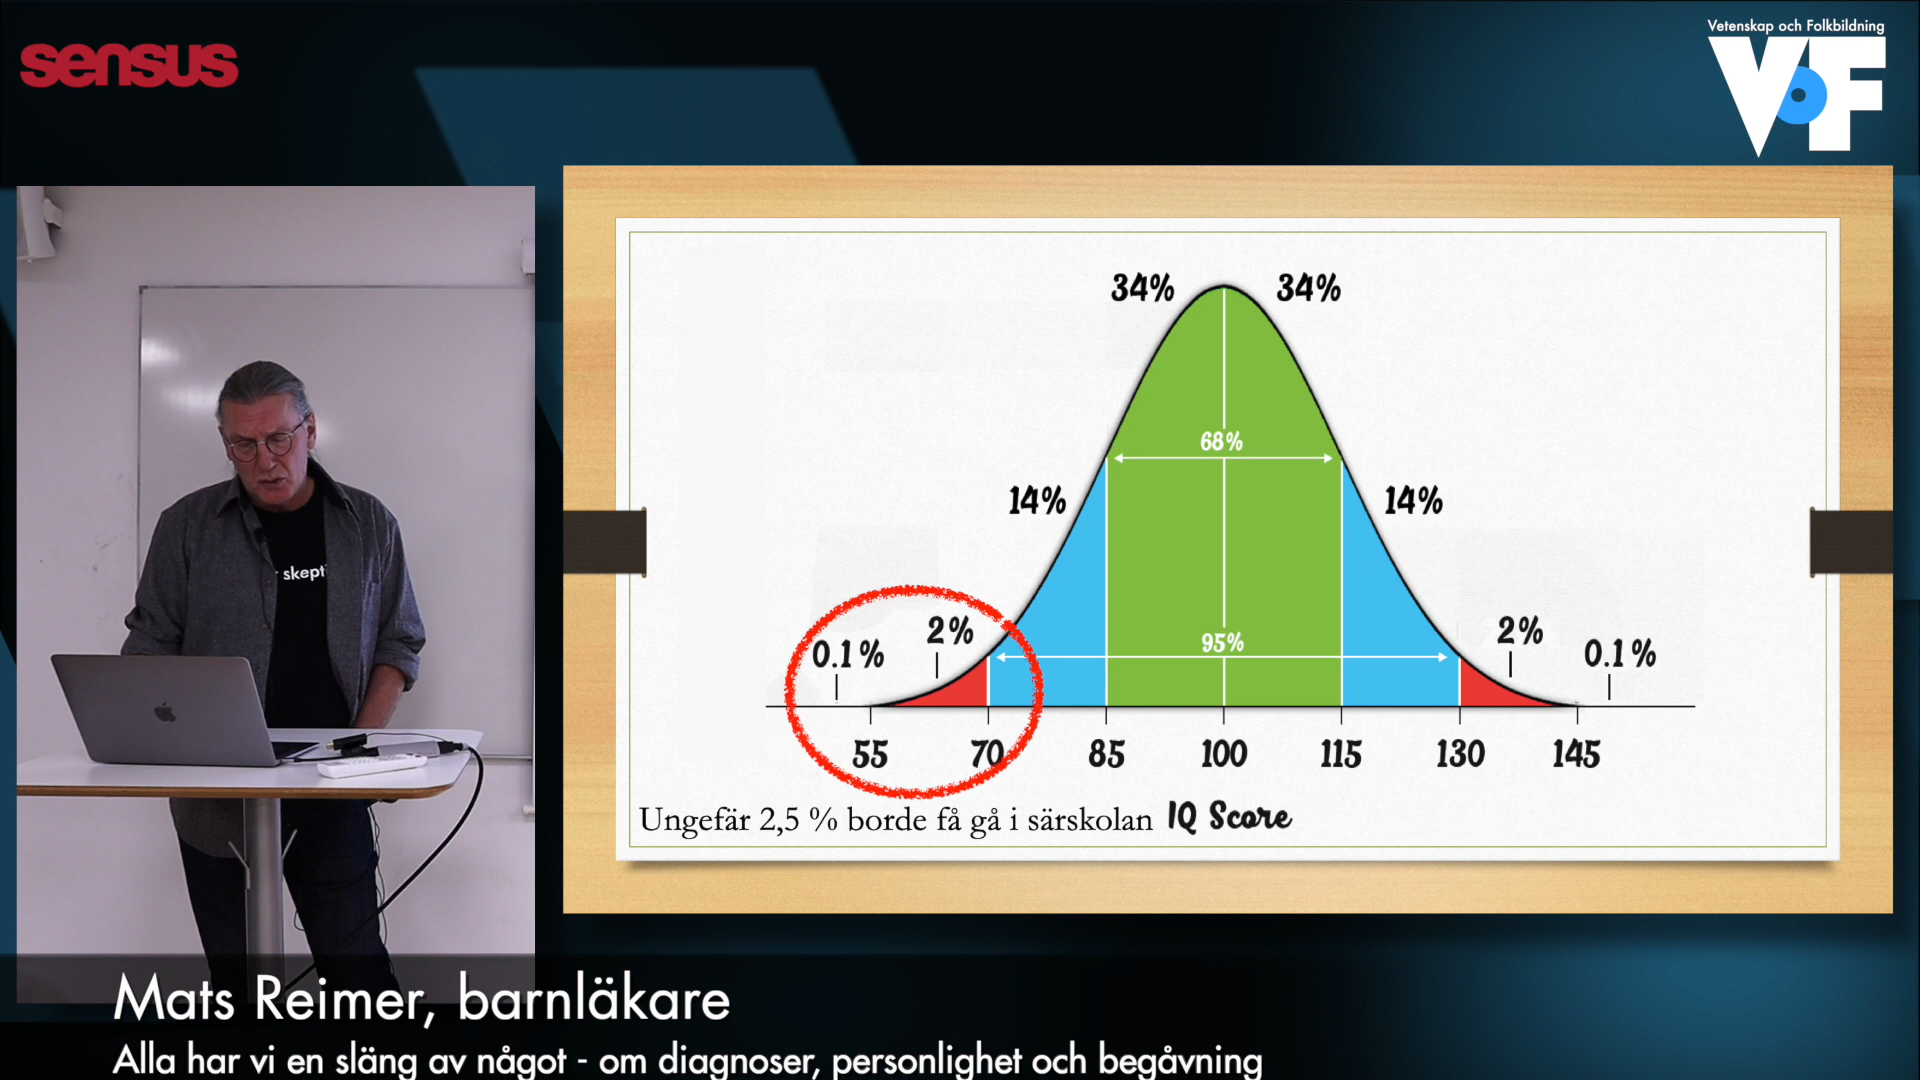 sensus
Vetenskap och Folkbildning
VoF
34% 34%
68%
14% 14%
0.1% 2% 95% 2% 0.1%
55 70 85 100 115 130 145
Ungefär 2,5 % borde få gå i särskolan IQ Score
skept
Mats Reimer, barnläkare
Alla har vi en släng av något - om diagnoser, personlighet och begåvning